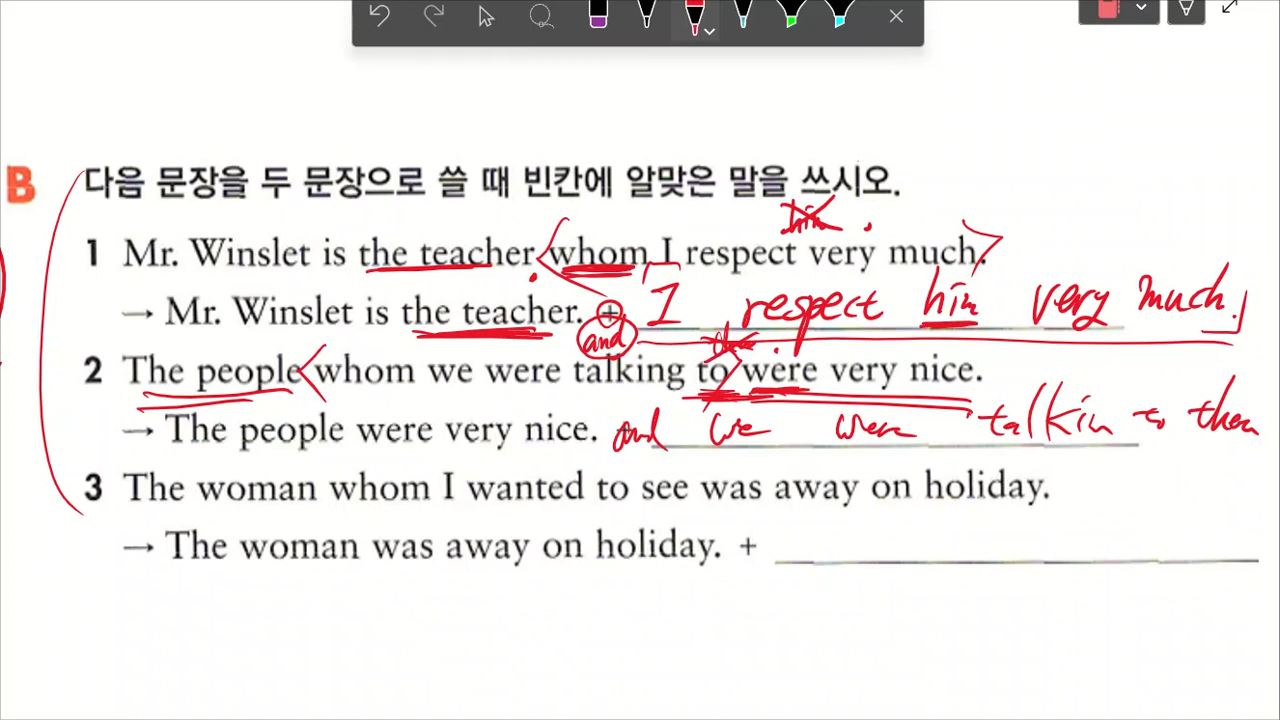 B 다음 문장을 두 문장으로 쓸 때 빈칸에 알맞은 말을 쓰시오.
him
1 Mr. Winslet is the teacher whom I respect very much.
→ Mr. Winslet is the teacher. + I respect him very much.
and
2 The people whom we were talking to were very nice.
→ The people were very nice. and we were talkin to them
3 The woman whom I wanted to see was away on holiday.
→ The woman was away on holiday. +